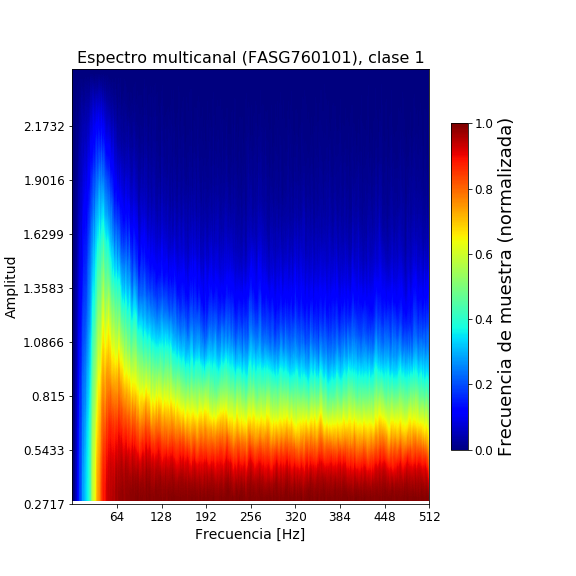 Espectro multicanal (FASG760101), clase 1
Amplitud
2.1732
1.9016
1.6299
1.3583
1.0866
0.815
0.5433
0.2717
64 128 192 256 320 384 448 512
Frecuencia [Hz]
1.0
0.8
0.6
0.4
0.2
0.0
Frecuencia de muestra (normalizada)